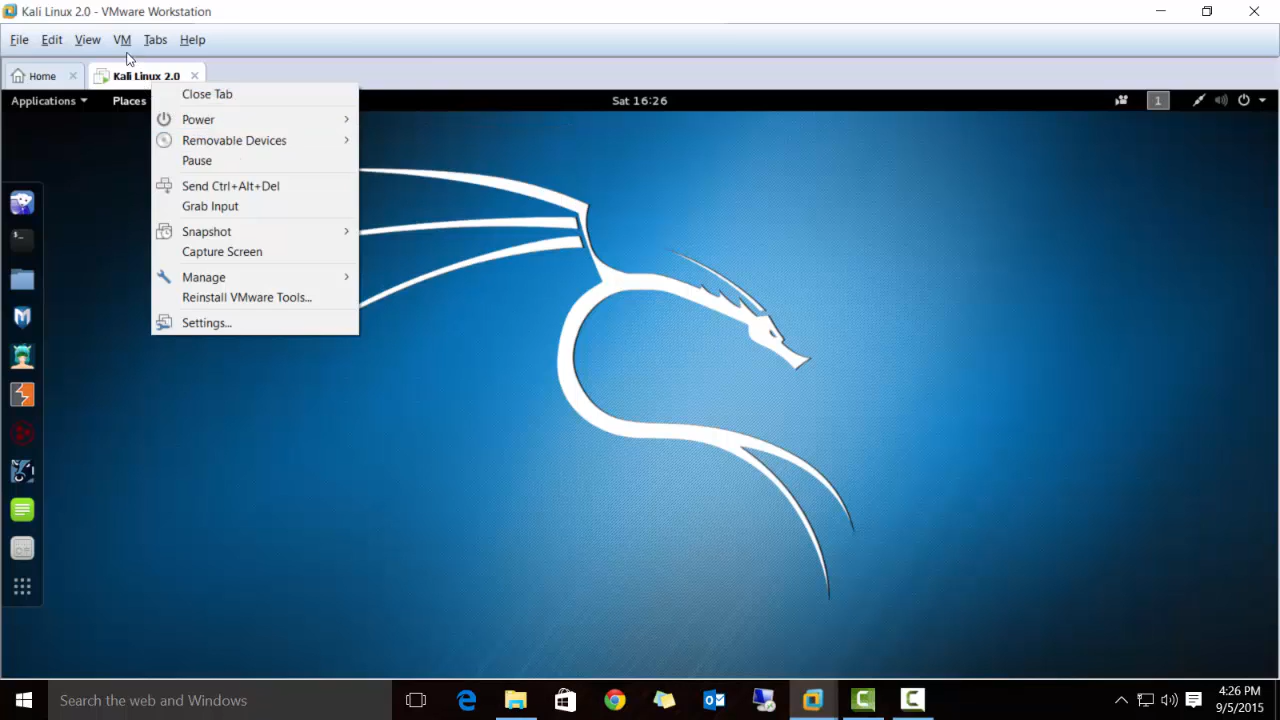 Kali Linux 2.0 - VMware Workstation
File Edit View VM Tabs Help
Home Kali Linux 2.0
Applications Places Sat 16:26 1
Close Tab
Power
Removable Devices
Pause
Send Ctrl+Alt+Del
Grab Input
Snapshot
Capture Screen
Manage
Reinstall VMware Tools...
Settings...
Search the web and Windows
4:26 PM
9/5/2015